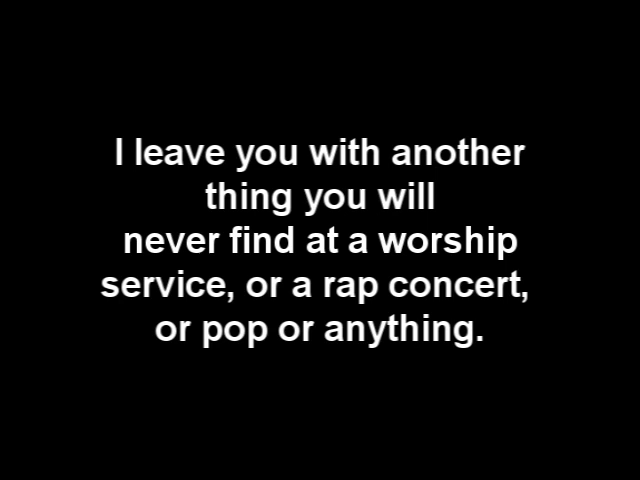 I leave you with another
thing you will
never find at a worship
service, or a rap concert,
or pop or anything.